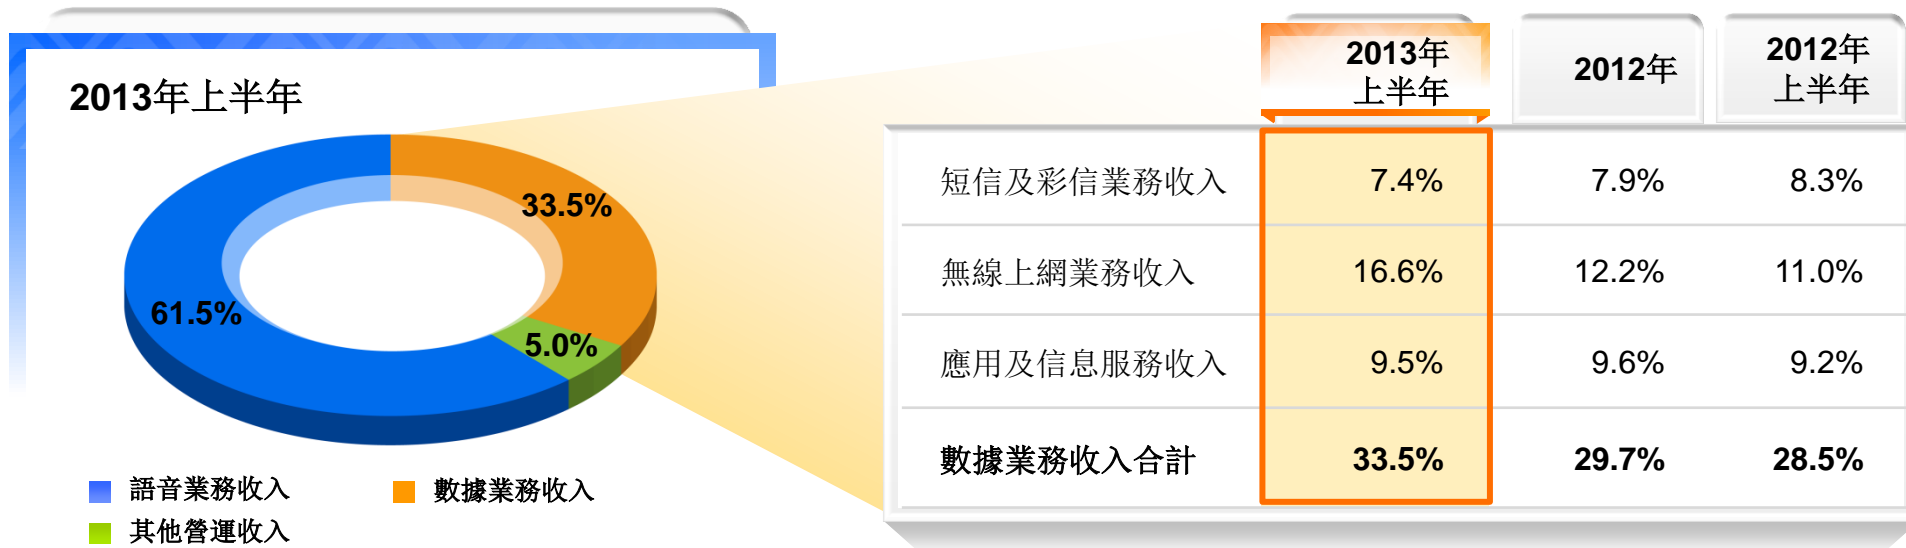 2013年上半年
33.5%
61.5%
5.0%
語音業務收入
數據業務收入
其他營運收入
2013年
上半年
2012年
2012年
上半年
短信及彩信業務收入 7.4% 7.9% 8.3%
無線上網業務收入 16.6% 12.2% 11.0%
應用及信息服務收入 9.5% 9.6% 9.2%
數據業務收入合計 33.5% 29.7% 28.5%